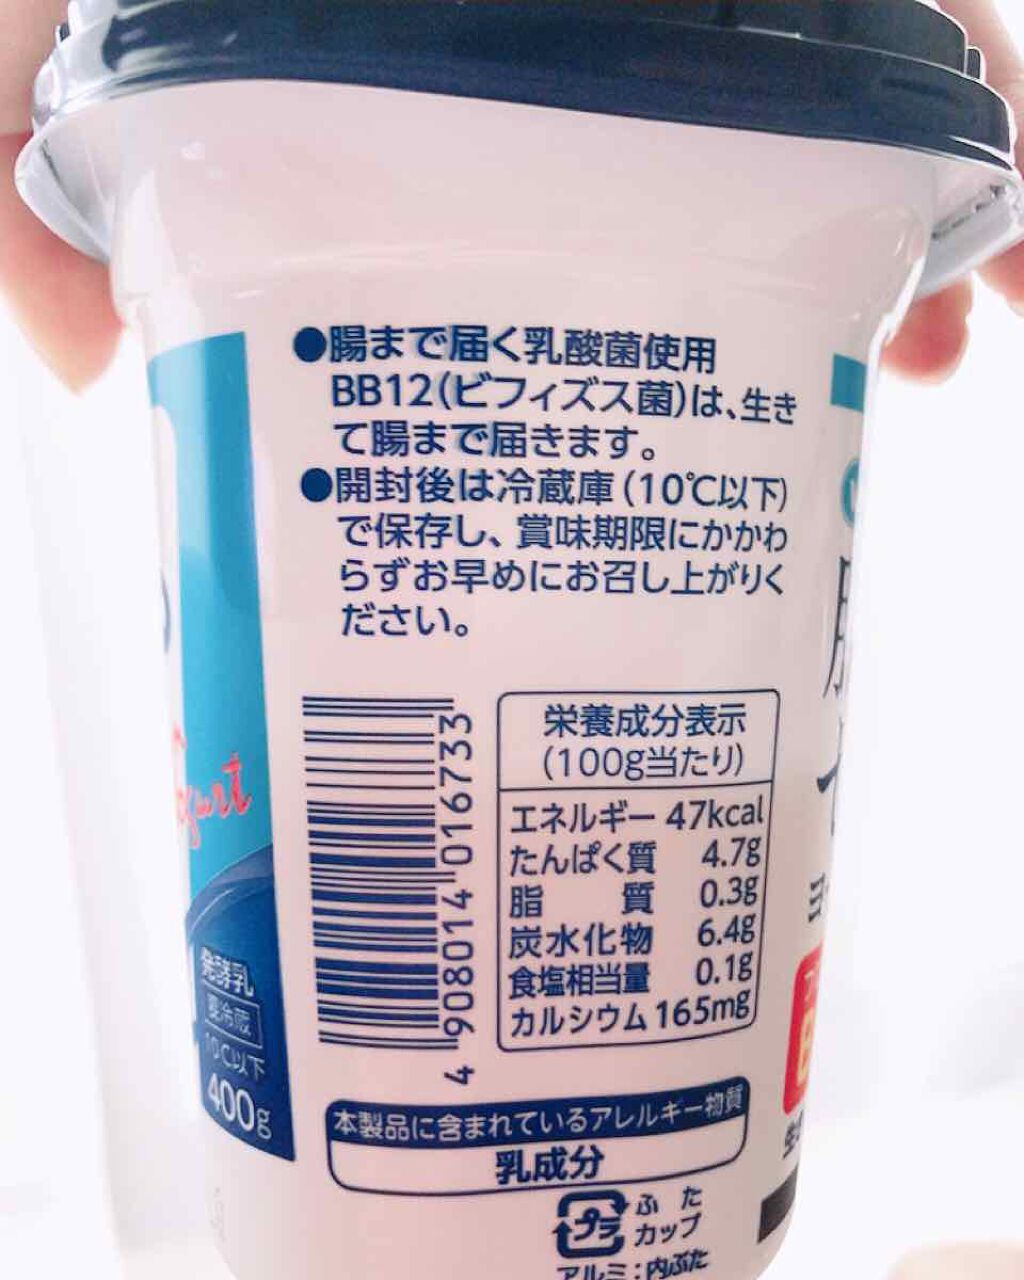 ●腸まで届く乳酸菌使用
BB12(ビフィズス菌)は、生き
て腸まで届きます。
●開封後は冷蔵庫(10℃以下)
で保存し、賞味期限にかかわ
らずお早めにお召し上がりく
ださい。
4908014016733
栄養成分表示
(100g当たり)
エネルギー 47kcal
たんぱく質 4.7g
脂質 0.3g
炭水化物 6.4g
食塩相当量 0.1g
カルシウム 165mg
本製品に含まれているアレルギー物質
乳成分
プラ
ふた
カップ
アルミ:内ぶた
発酵乳
要冷蔵
10℃以下
400g